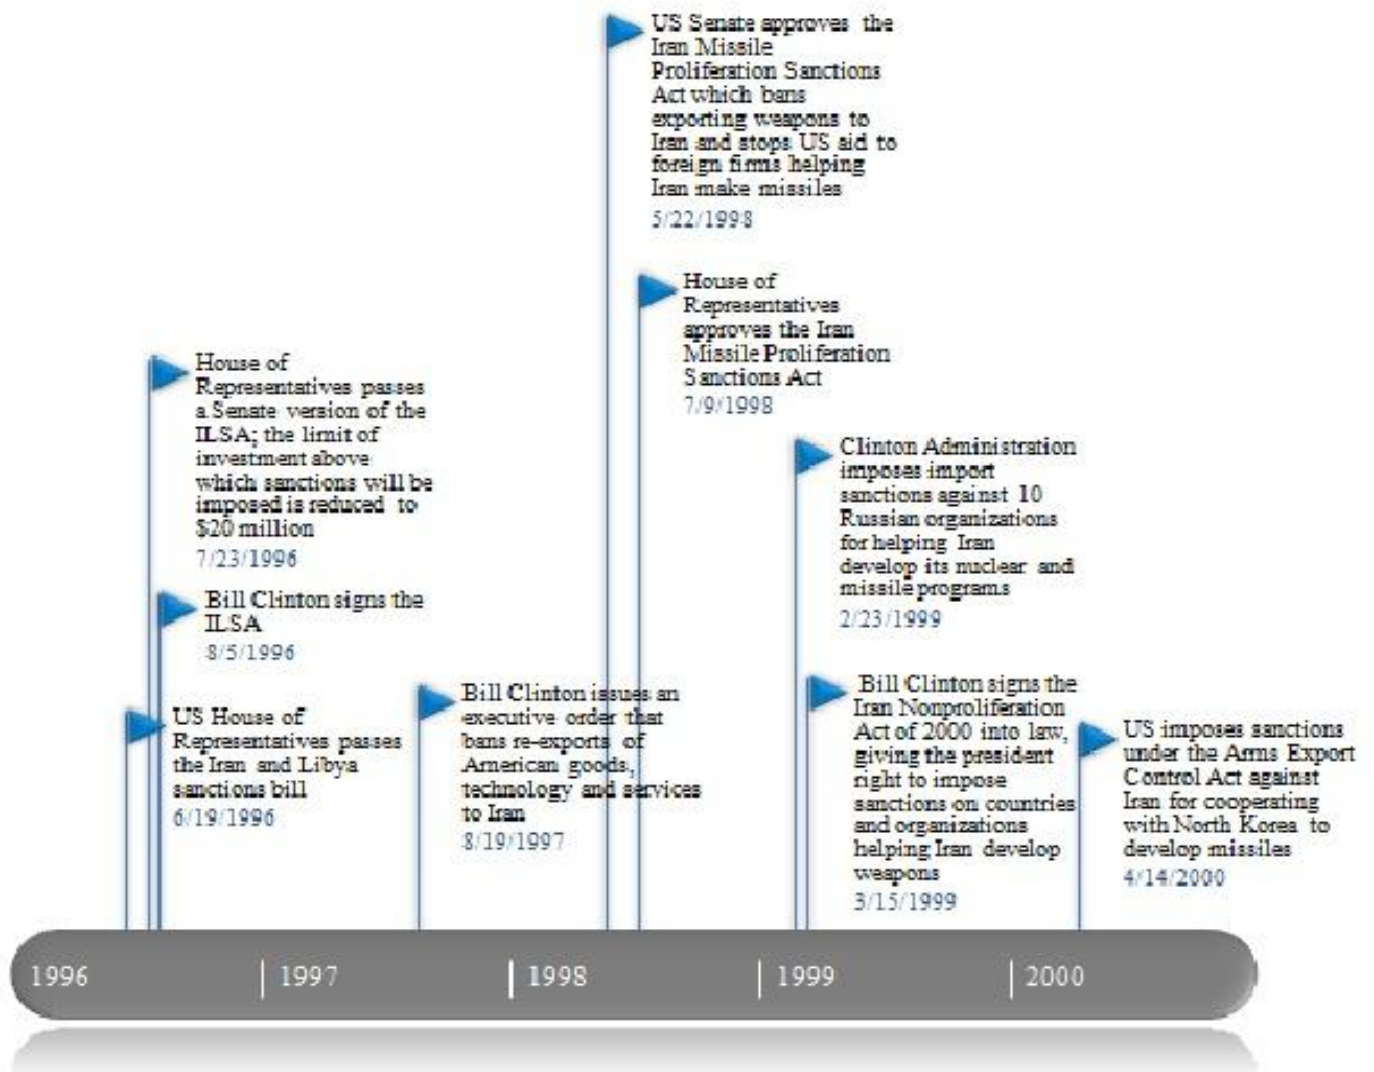 US Senate approves the
Iran Missile
Proliferation Sanctions
Act which bans
exporting weapons to
Iran and stops US aid to
foreign firms helping
Iran make missiles
5/22/1998
House of
Representatives
approves the Iran
Missile Proliferation
Sanctions Act
7/9/1998
House of
Representatives passes
a Senate version of the
ILSA; the limit of
investment above
which sanctions will be
imposed is reduced to
$20 million
7/23/1996
Clinton Administration
imposes import
sanctions against 10
Russian organizations
for helping Iran
develop its nuclear and
missile programs
2/23/1999
Bill Clinton signs the
ILSA
8/5/1996
US House of
Representatives passes
the Iran and Libya
sanctions bill
6/19/1996
Bill Clinton issues an
executive order that
bans re-exports of
American goods,
technology and services
to Iran
8/19/1997
Bill Clinton signs the
Iran Nonproliferation
Act of 2000 into law,
giving the president
right to impose
sanctions on countries
and organizations
helping Iran develop
weapons
3/15/1999
US imposes sanctions
under the Arms Export
Control Act against
Iran for cooperating
with North Korea to
develop missiles
4/14/2000
1996
1997
1998
1999
2000